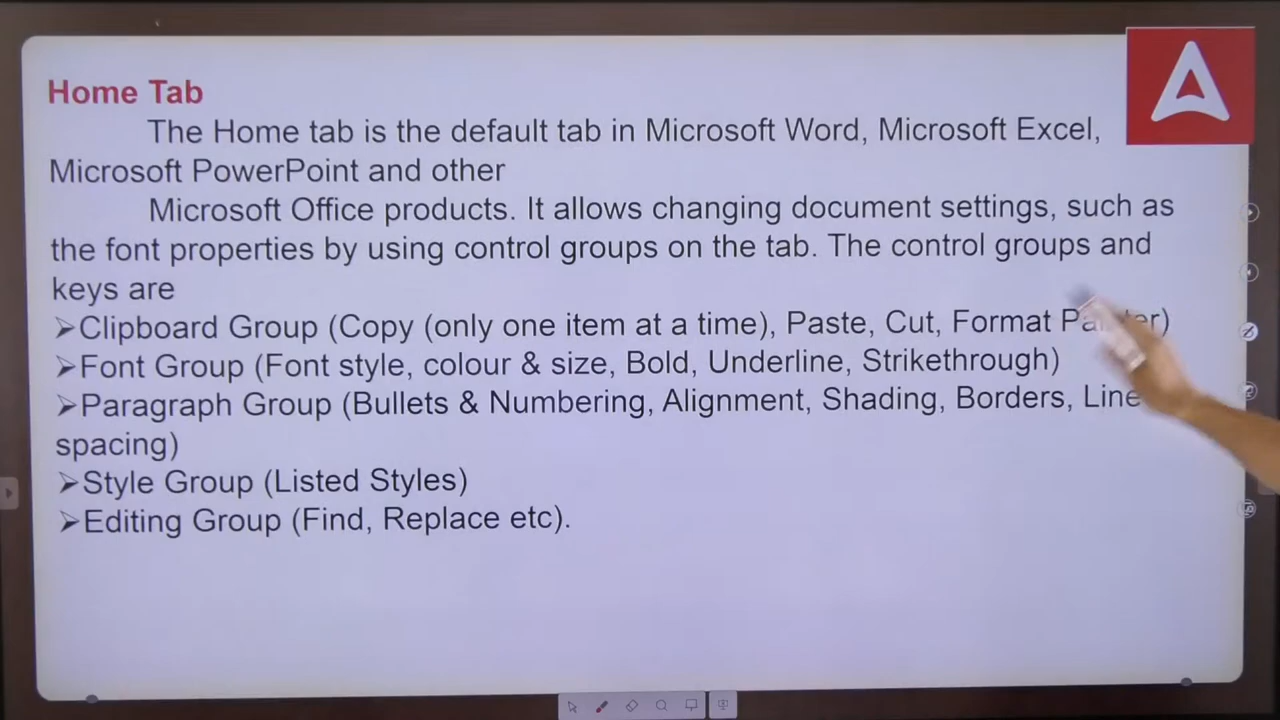 Home Tab
The Home tab is the default tab in Microsoft Word, Microsoft Excel,
Microsoft PowerPoint and other
Microsoft Office products. It allows changing document settings, such as
the font properties by using control groups on the tab. The control groups and
keys are
➢Clipboard Group (Copy (only one item at a time), Paste, Cut, Format Painter)
➢Font Group (Font style, colour & size, Bold, Underline, Strikethrough)
➢Paragraph Group (Bullets & Numbering, Alignment, Shading, Borders, Line
spacing)
➢Style Group (Listed Styles)
➢Editing Group (Find, Replace etc).